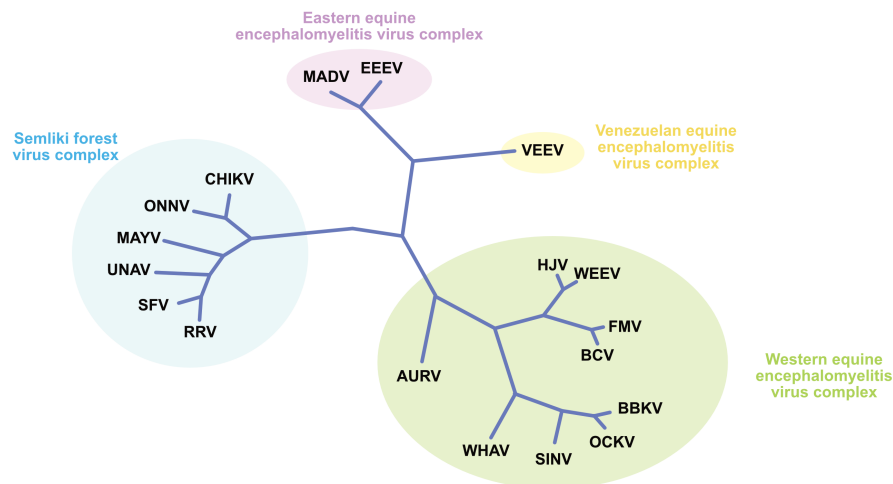 Eastern equine
encephalomyelitis virus complex
MADV
EEEV
Semliki forest
virus complex
Venezuelan equine
encephalomyelitis
virus complex
VEEV
CHIKV
ONNV
MAYV
UNAV
SFV
RRV
HJV
WEEV
FMV
BCV
AURV
Western equine
encephalomyelitis
virus complex
BBKV
OCKV
WHAV
SINV